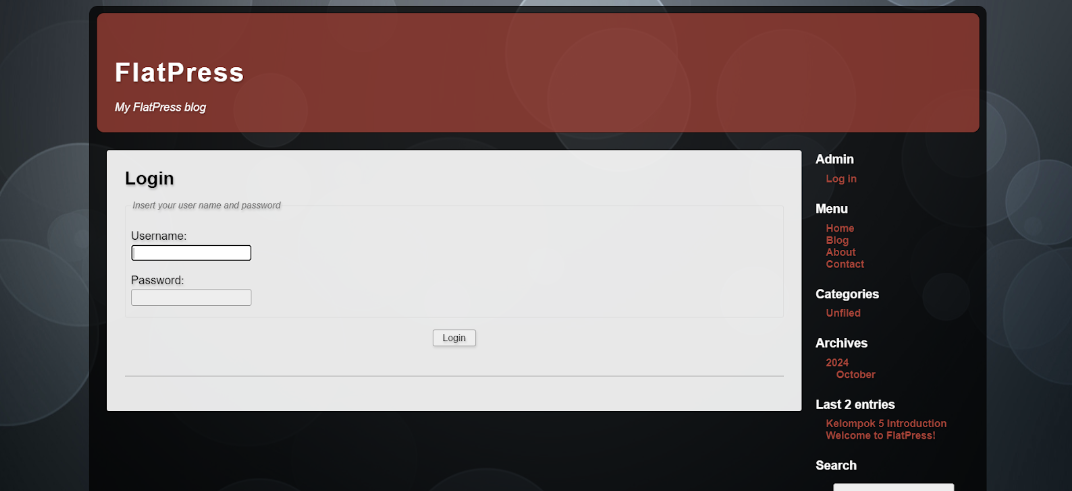 FlatPress
My FlatPress blog
Login
Insert your user name and password
Username:
Password:
Login
Admin
Log in
Menu
Home
Blog
About
Contact
Categories
Unfiled
Archives
2024
October
Last 2 entries
Kelompok 5 Introduction
Welcome to FlatPress!
Search